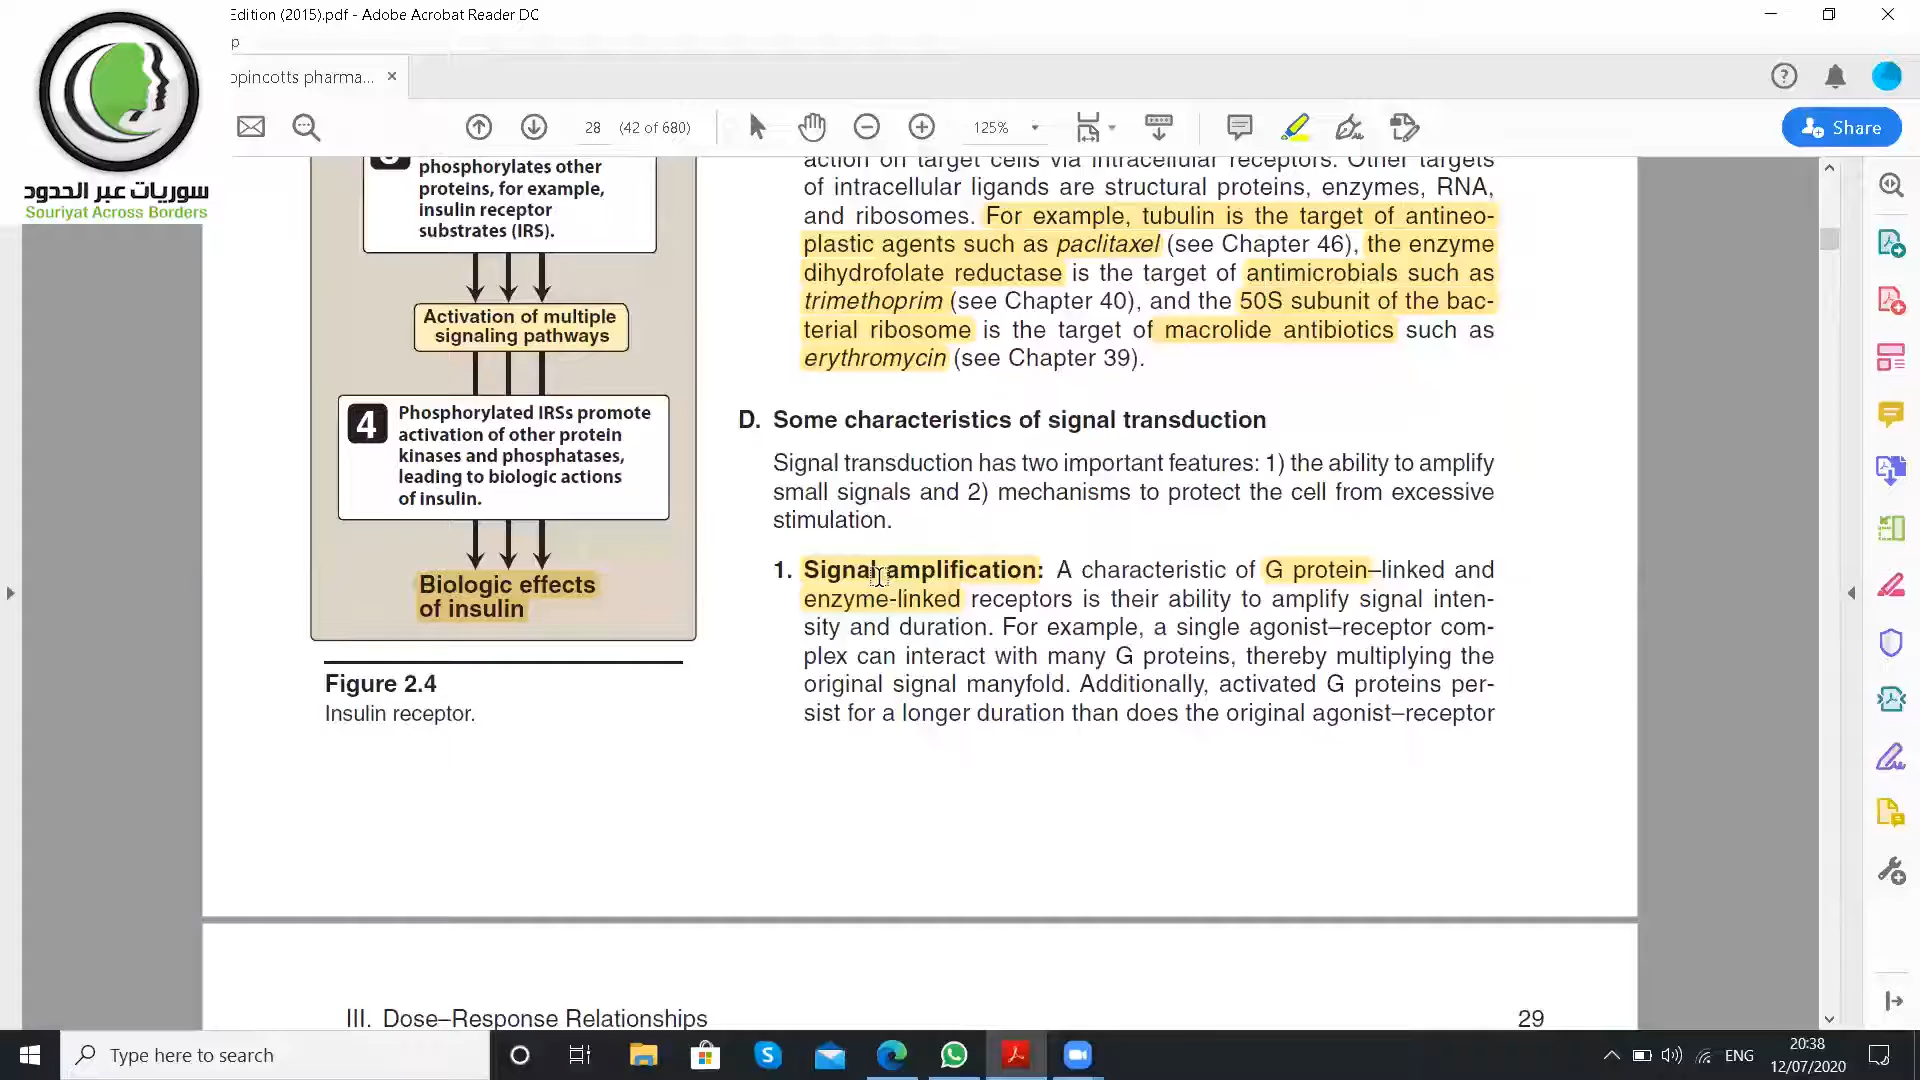 Edition (2015).pdf - Adobe Acrobat Reader DC
p
opincotts pharma...
28
(42 of 680)
125%
Share
سوريات عبر الحدود
Souriyat Across Borders
phosphorylates other
proteins, for example,
insulin receptor
substrates (IRS).
Activation of multiple
signaling pathways
4
Phosphorylated IRSs promote
activation of other protein
kinases and phosphatases,
leading to biologic actions
of insulin.
Biologic effects
of insulin
Figure 2.4
Insulin receptor.
action on target cells via intracellular receptors. Other targets
of intracellular ligands are structural proteins, enzymes, RNA,
and ribosomes. For example, tubulin is the target of antineo-
plastic agents such as paclitaxel (see Chapter 46), the enzyme
dihydrofolate reductase is the target of antimicrobials such as
trimethoprim (see Chapter 40), and the 50S subunit of the bac-
terial ribosome is the target of macrolide antibiotics such as
erythromycin (see Chapter 39).
D. Some characteristics of signal transduction
Signal transduction has two important features: 1) the ability to amplify
small signals and 2) mechanisms to protect the cell from excessive
stimulation.
1. Signal amplification: A characteristic of G protein–linked and
enzyme-linked receptors is their ability to amplify signal inten-
sity and duration. For example, a single agonist–receptor com-
plex can interact with many G proteins, thereby multiplying the
original signal manyfold. Additionally, activated G proteins per-
sist for a longer duration than does the original agonist–receptor
III. Dose–Response Relationships
29
Type here to search
ENG
20:38
12/07/2020